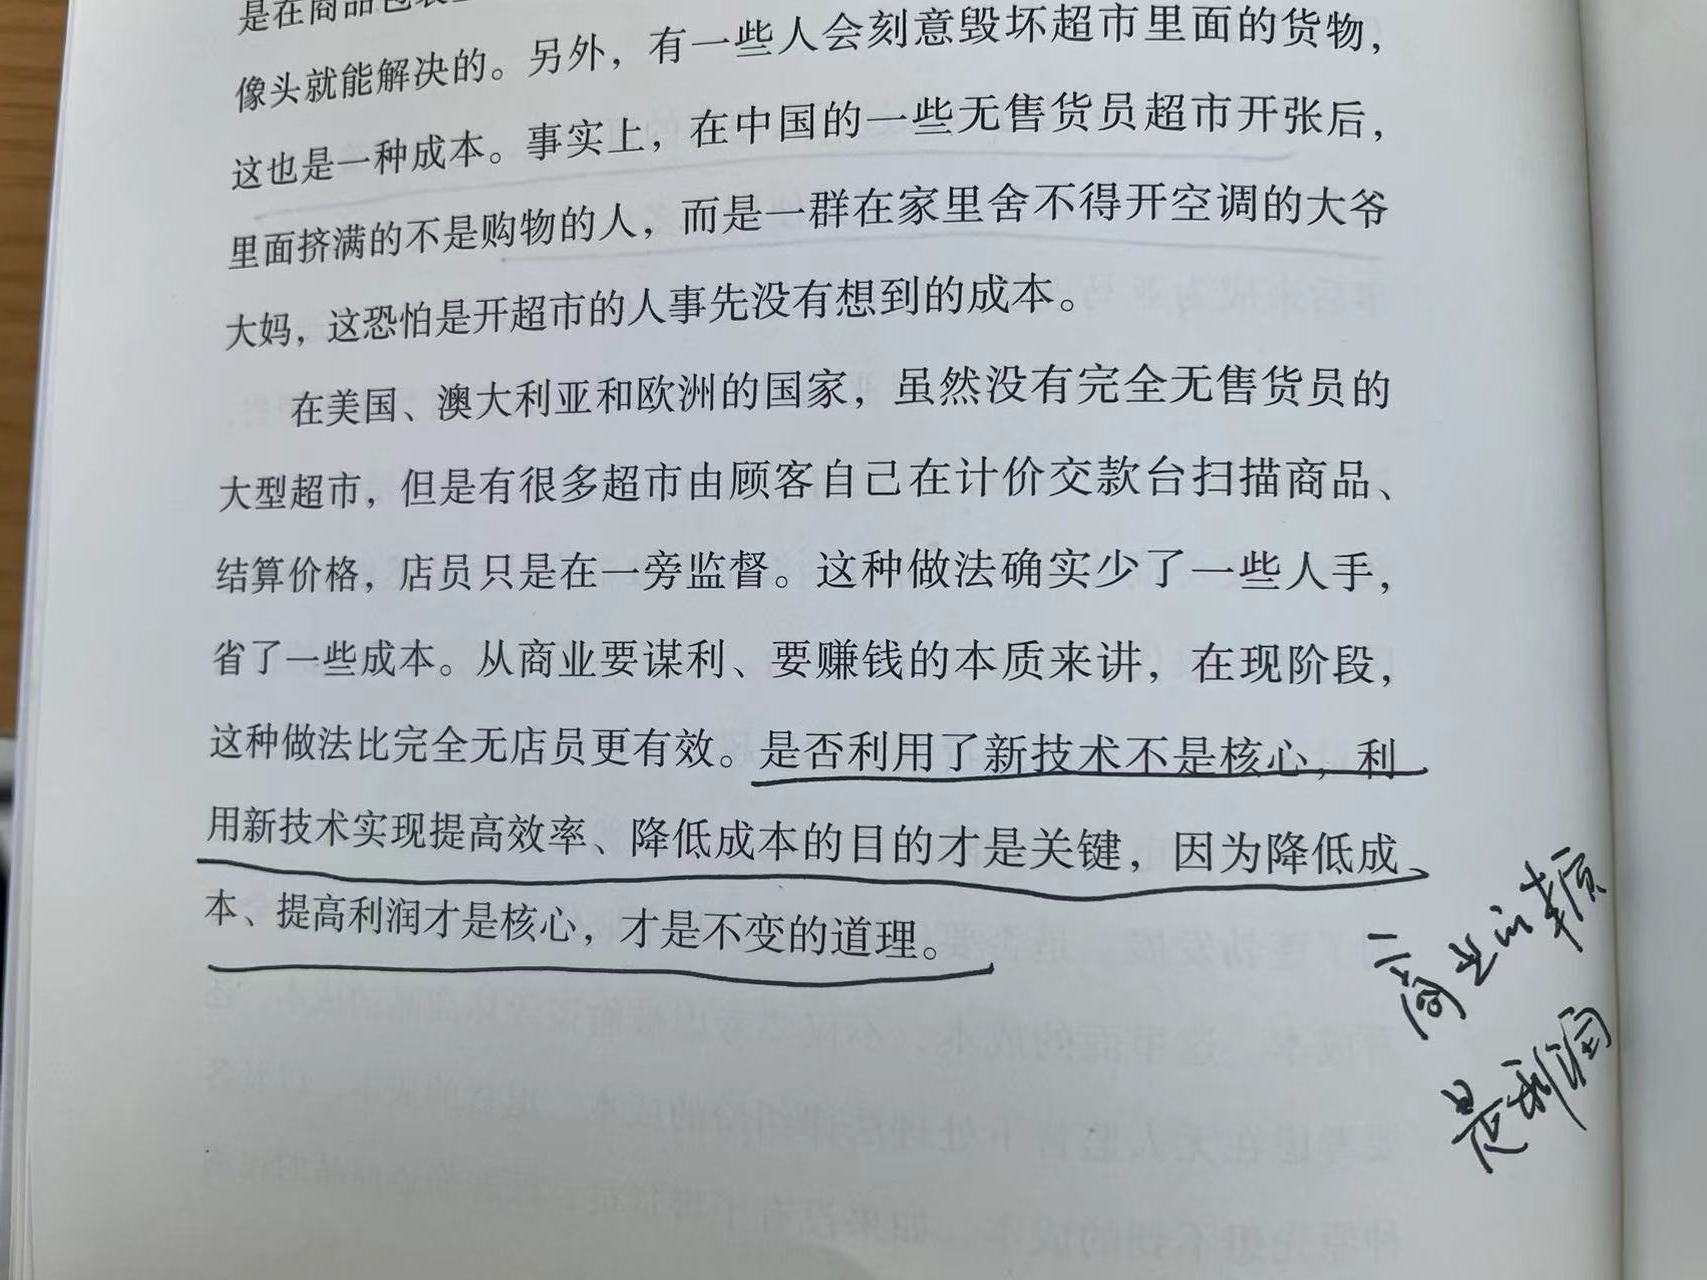 是在商品包装
像头就能解决的。另外，有一些人会刻意毁坏超市里面的货物，
这也是一种成本。事实上，在中国的一些无售货员超市开张后，
里面挤满的不是购物的人，而是一群在家里舍不得开空调的大爷
大妈，这恐怕是开超市的人事先没有想到的成本。
在美国、澳大利亚和欧洲的国家，虽然没有完全无售货员的
大型超市，但是有很多超市由顾客自己在计价交款台扫描商品、
结算价格，店员只是在一旁监督。这种做法确实少了一些人手，
省了一些成本。从商业要谋利、要赚钱的本质来讲，在现阶段，
这种做法比完全无店员更有效。是否利用了新技术不是核心，利
用新技术实现提高效率、降低成本的目的才是关键，因为降低成
本、提高利润才是核心，才是不变的道理。
商业的本质
是利润